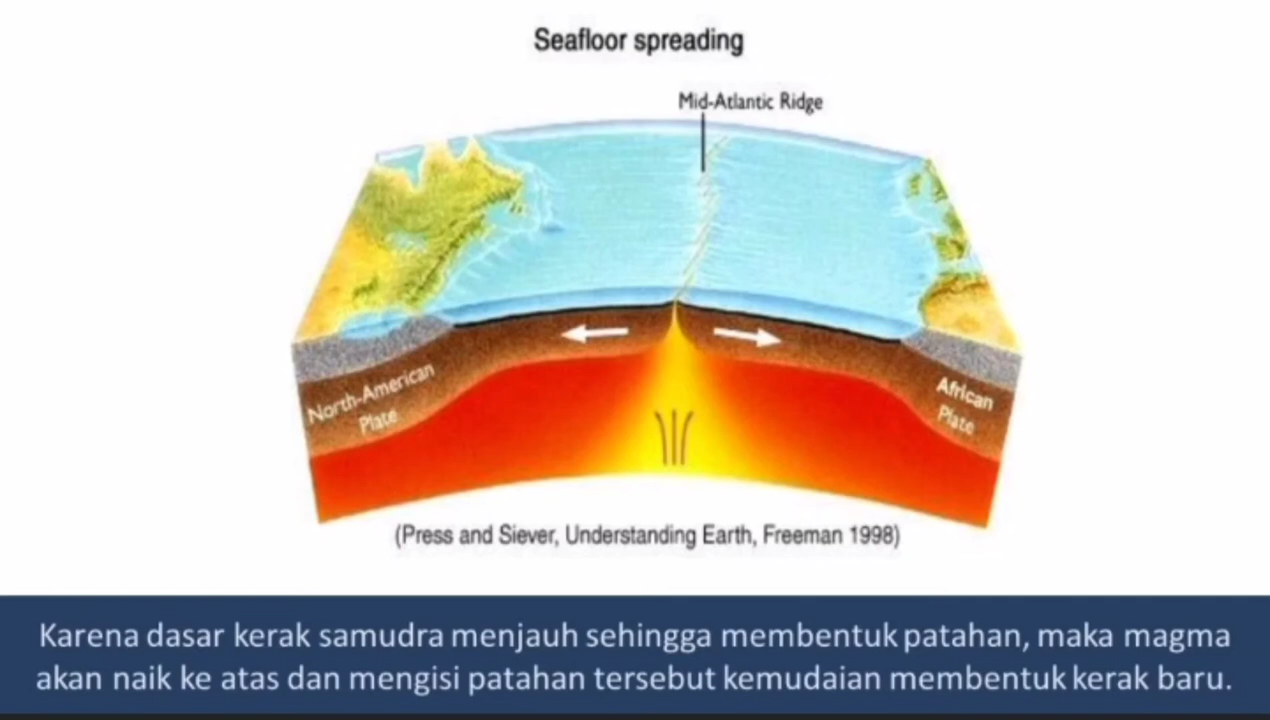 Seafloor spreading
Mid-Atlantic Ridge
North-American
Plate
African
Plate
(Press and Siever, Understanding Earth, Freeman 1998)
Karena dasar kerak samudra menjauh sehingga membentuk patahan, maka magma
akan naik ke atas dan mengisi patahan tersebut kemudaian membentuk kerak baru.